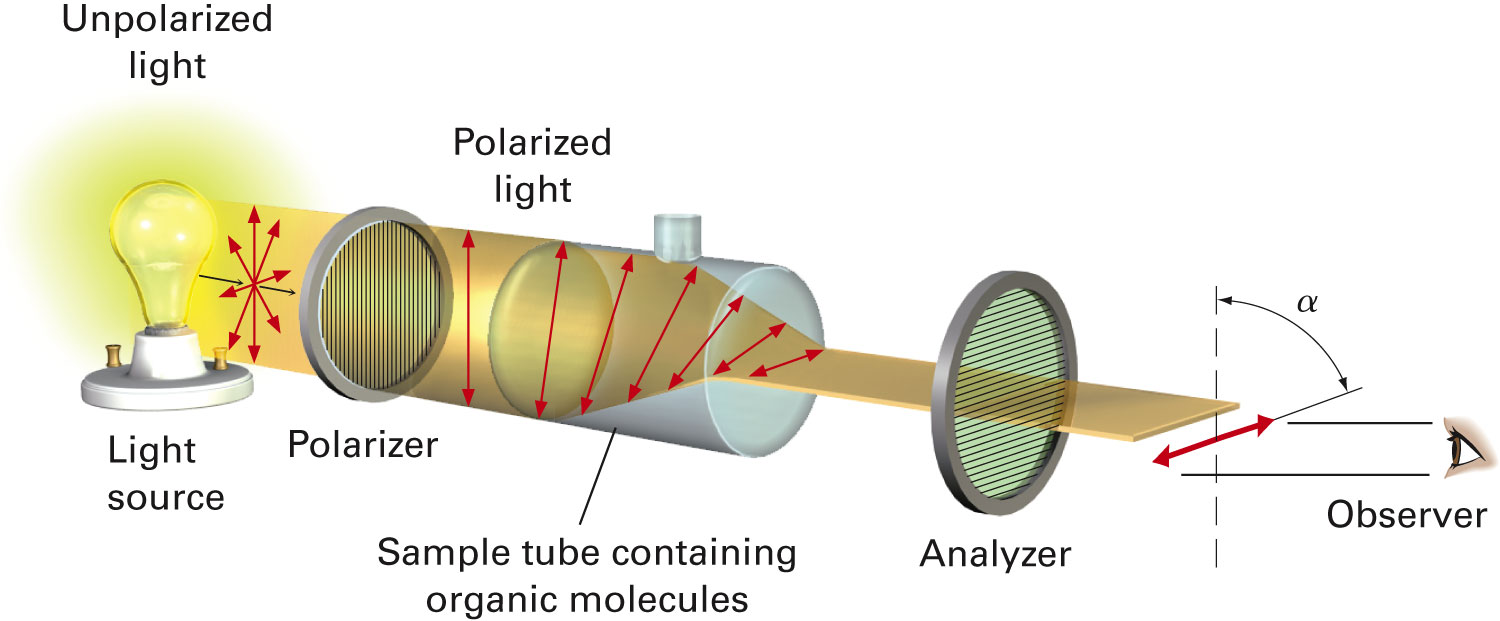 Unpolarized
light
Polarized
light
α
Light
source
Polarizer
Sample tube containing
organic molecules
Analyzer
Observer